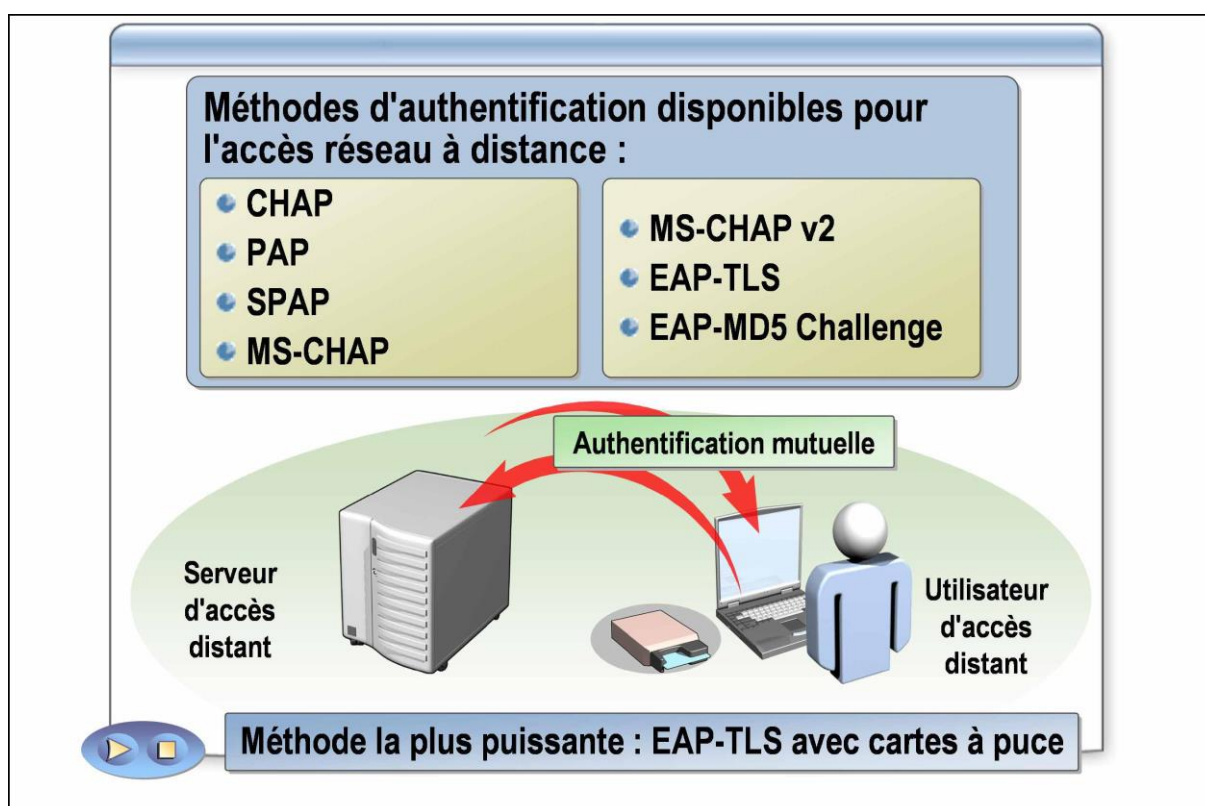 Méthodes d'authentification disponibles pour
l'accès réseau à distance :
CHAP
PAP
SPAP
MS-CHAP
MS-CHAP v2
EAP-TLS
EAP-MD5 Challenge
Authentification mutuelle
Serveur
d'accès
distant
Utilisateur
d'accès
distant
Méthode la plus puissante : EAP-TLS avec cartes à puce